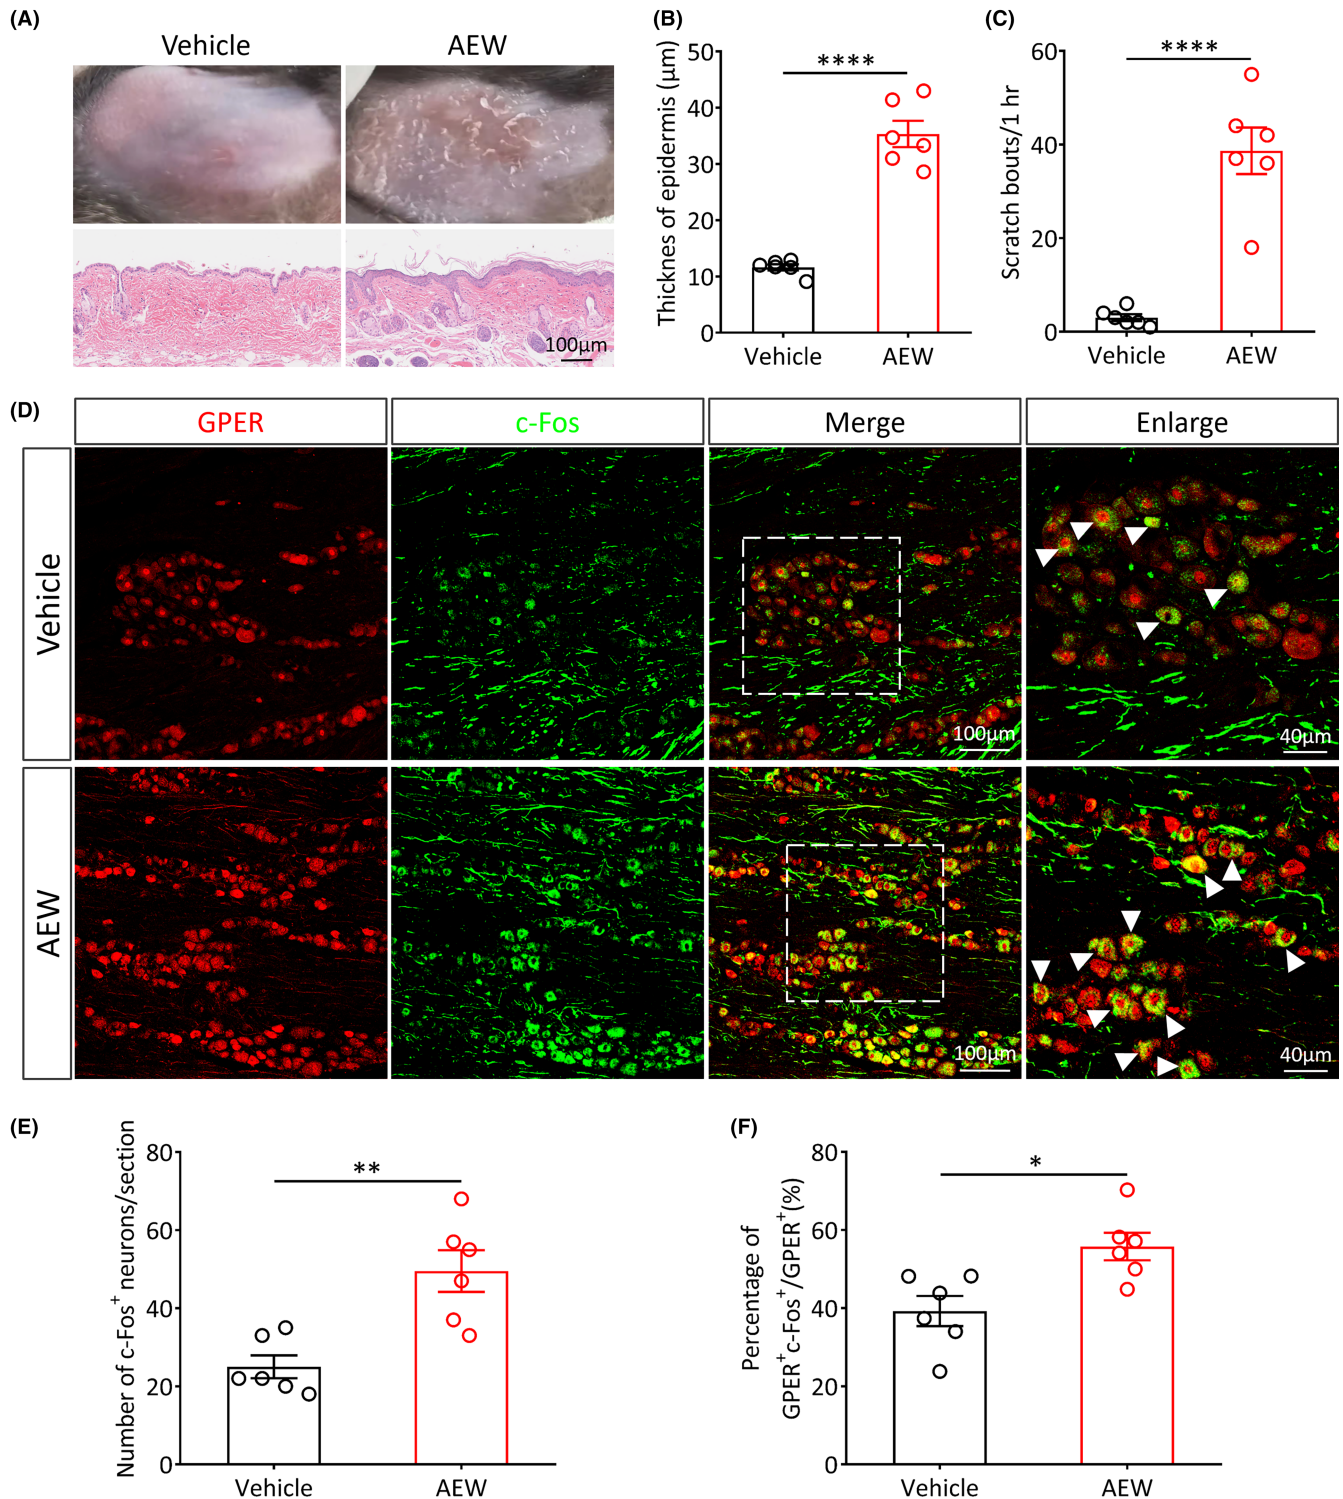 (A)
Vehicle
AEW
100μm
(B)
Thicknes of epidermis (μm)
50
40
30
20
10
0
****
Vehicle
AEW
(C)
Scratch bouts/1 hr
60
40
20
0
****
Vehicle
AEW
(D)
GPER
c-Fos
Merge
Enlarge
Vehicle
100μm
40μm
AEW
100μm
40μm
(E)
Number of c-Fos⁺ neurons/section
80
60
40
20
0
**
Vehicle
AEW
(F)
Percentage of
GPER⁺c-Fos⁺/GPER⁺(%)
80
60
40
20
0
*
Vehicle
AEW